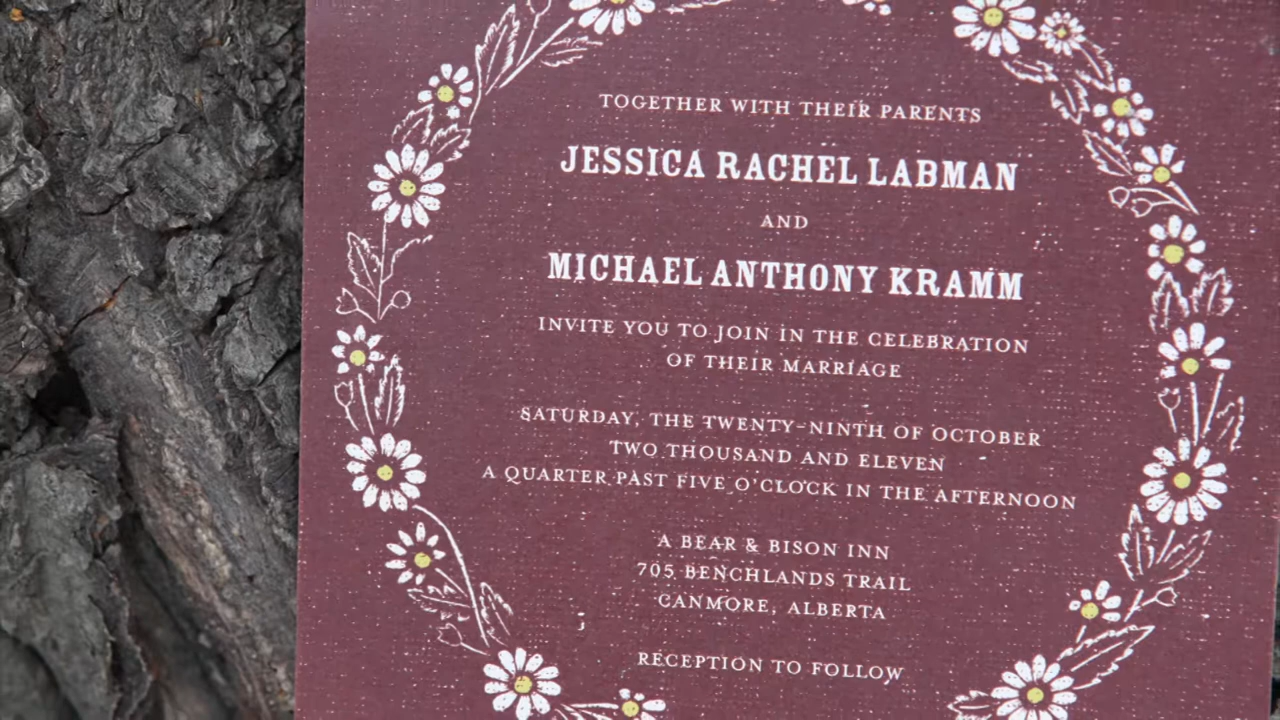 TOGETHER WITH THEIR PARENTS
JESSICA RACHEL LABMAN
AND
MICHAEL ANTHONY KRAMM
INVITE YOU TO JOIN IN THE CELEBRATION
OF THEIR MARRIAGE
SATURDAY, THE TWENTY-NINTH OF OCTOBER
TWO THOUSAND AND ELEVEN
A QUARTER PAST FIVE O'CLOCK IN THE AFTERNOON
A BEAR & BISON INN
705 BENCHLANDS TRAIL
CANMORE, ALBERTA
RECEPTION TO FOLLOW